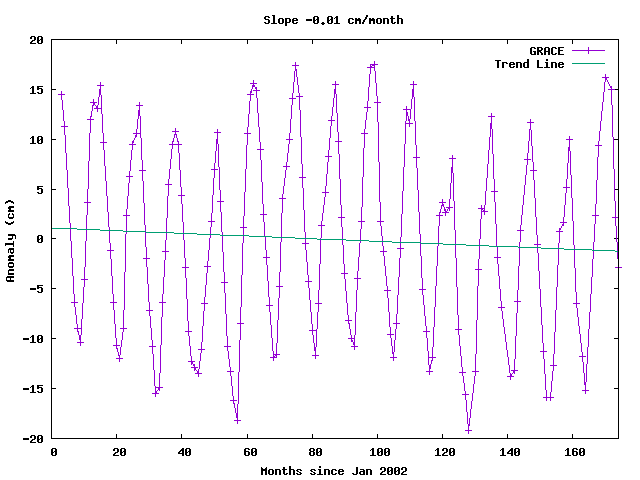 Slope -0.01 cm/month
GRACE
Trend Line
20
15
10
5
0
-5
-10
-15
-20
Anomaly (cm)
0 20 40 60 80 100 120 140 160
Months since Jan 2002